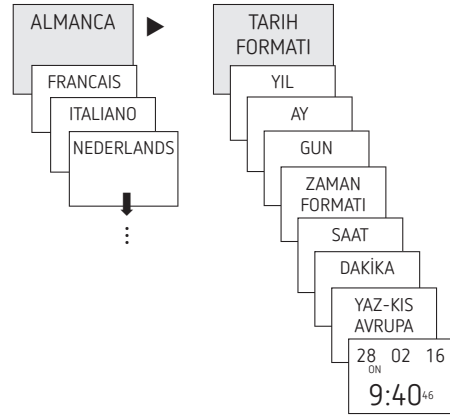 ALMANCA
FRANCAIS
ITALIANO
NEDERLANDS
TARIH
FORMATI
YIL
AY
GUN
ZAMAN
FORMATI
SAAT
DAKİKA
YAZ-KIS
AVRUPA
28 02 16
ON
9:40 46